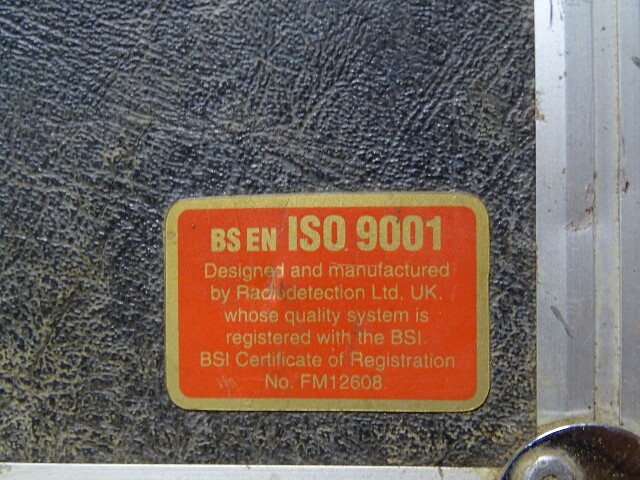 BS EN ISO 9001
Designed and manufactured
by Radiodetection Ltd. UK.
whose quality system is
registered with the BSI.
BSI Certificate of Registration
No. FM12608.